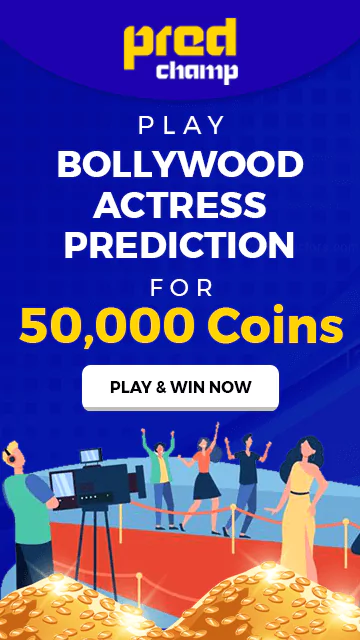 pred
champ
PLAY
BOLLYWOOD
ACTRESS
PREDICTION
FOR
50,000 Coins
PLAY & WIN NOW